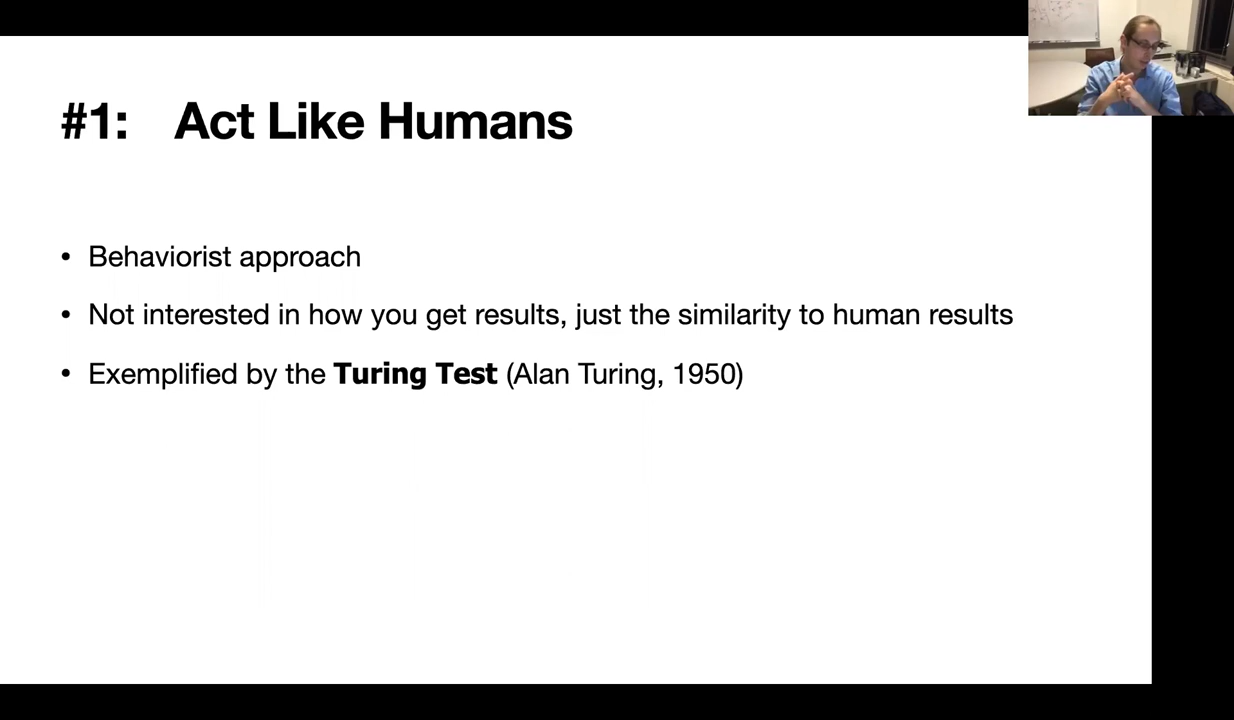 #1: Act Like Humans
• Behaviorist approach
• Not interested in how you get results, just the similarity to human results
• Exemplified by the Turing Test (Alan Turing, 1950)